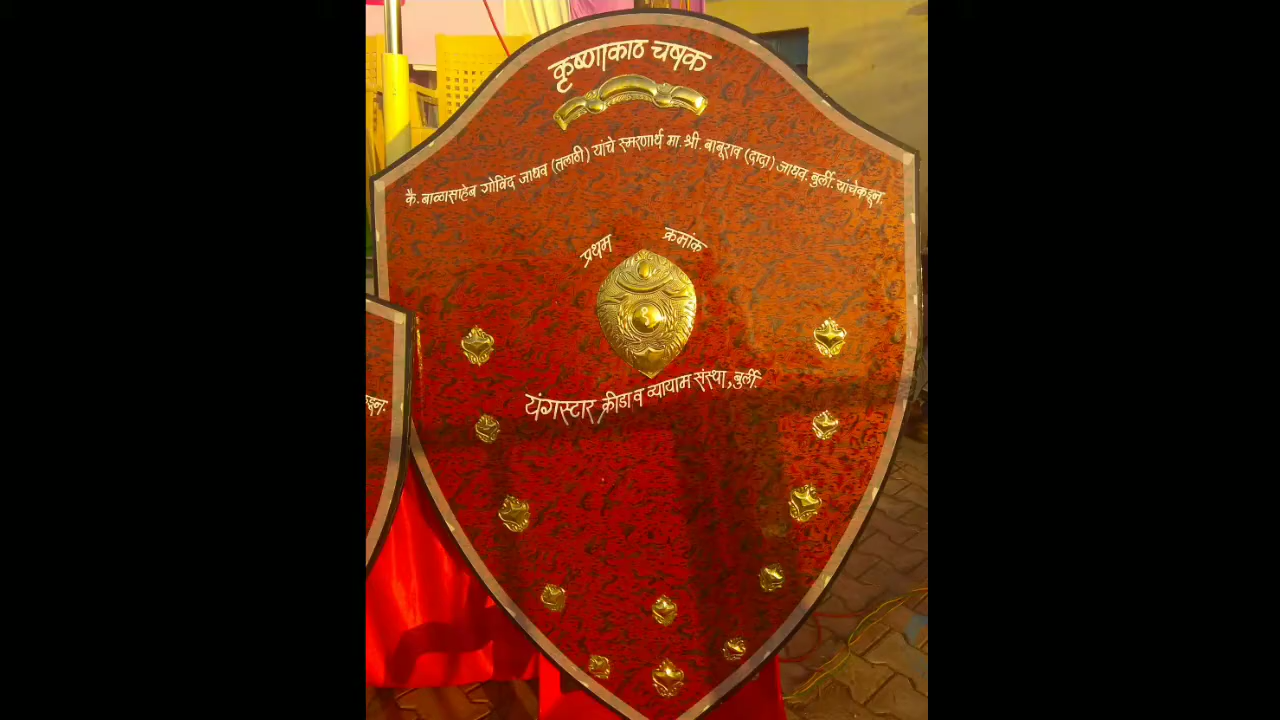 कृष्णाकाठ चषक
कै. बाळासाहेब गोविंद जाधव (तलाठी) यांचे स्मरणार्थ मा. श्री. बाबूराव (दादा) जाधव, बुर्ली. यांचेकडून.
प्रथम क्रमांक
यंगस्टार क्रीडा व व्यायाम संस्था, बुर्ली.